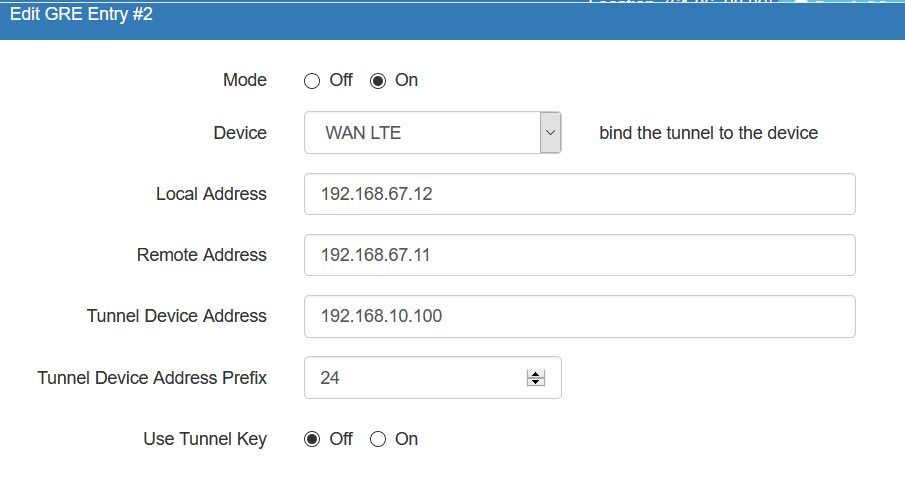 Edit GRE Entry #2
Mode Off On
Device WAN LTE bind the tunnel to the device
Local Address 192.168.67.12
Remote Address 192.168.67.11
Tunnel Device Address 192.168.10.100
Tunnel Device Address Prefix 24
Use Tunnel Key Off On